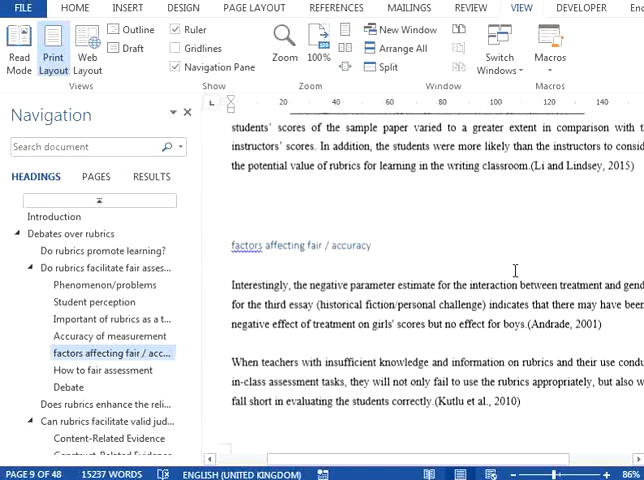 FILE HOME INSERT DESIGN PAGE LAYOUT REFERENCES MAILINGS REVIEW VIEW DEVELOPER
Read Mode
Print Layout
Web Layout
Outline
Draft
Views
Ruler
Gridlines
Navigation Pane
Show
Zoom
100%
Zoom
New Window
Arrange All
Split
Window
Switch Windows
Macros
Macros
Navigation
Search document
HEADINGS PAGES RESULTS
Introduction
Debates over rubrics
Do rubrics promote learning?
Do rubrics facilitate fair asses...
Phenomenon/problems
Student perception
Important of rubrics as a t...
Accuracy of measurement
factors affecting fair / acc...
How to fair assessment
Debate
Does rubrics enhance the reli...
Can rubrics facilitate valid jud...
Content-Related Evidence
20 40 60 80 100 120 140
students' scores of the sample paper varied to a greater extent in comparison with
instructors' scores. In addition, the students were more likely than the instructors to
the potential value of rubrics for learning in the writing classroom.(Li and Lindsey, 2015)
factors affecting fair / accuracy
Interestingly, the negative parameter estimate for the interaction between treatment and
for the third essay (historical fiction/personal challenge) indicates that there may have
negative effect of treatment on girls' scores but no effect for boys.(Andrade, 2001)
When teachers with insufficient knowledge and information on rubrics and their use
in-class assessment tasks, they will not only fail to use the rubrics appropriately, but also
fall short in evaluating the students correctly.(Kutlu et al., 2010)
PAGE 9 OF 48 15237 WORDS ENGLISH (UNITED KINGDOM) 86%